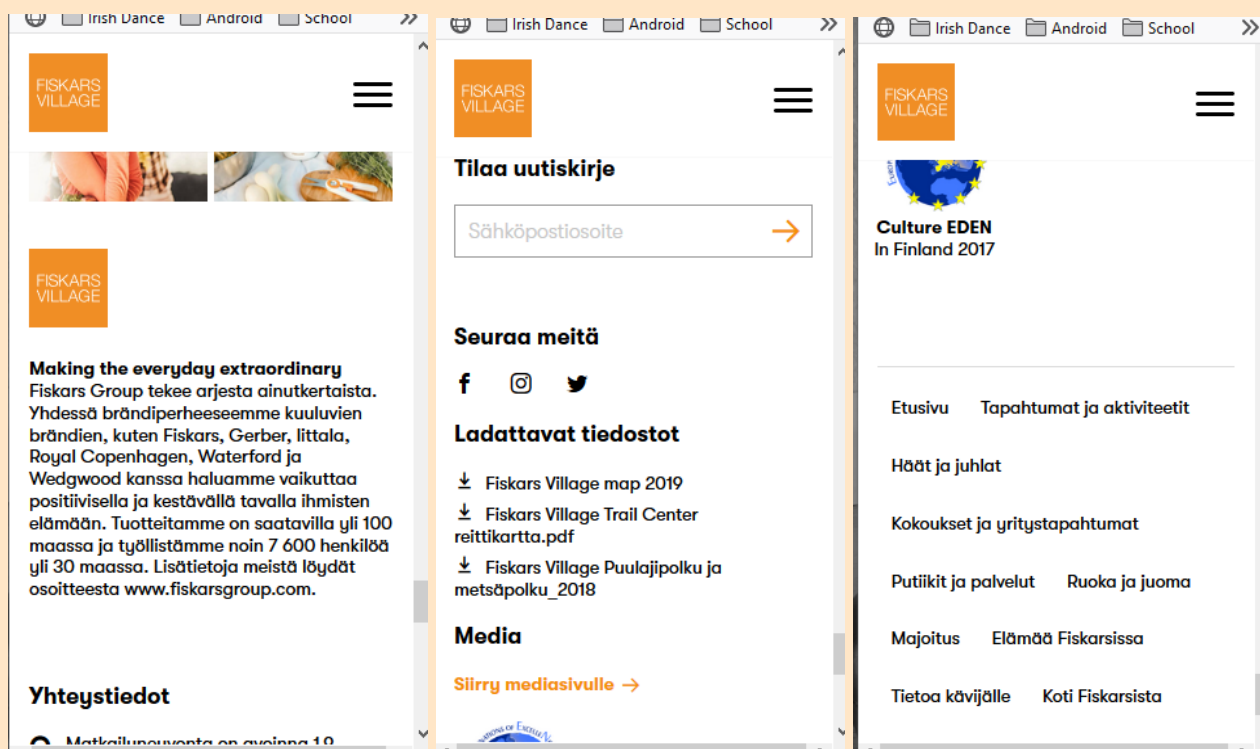 Irish Dance Android School
FISKARS
VILLAGE
FISKARS
VILLAGE
Making the everyday extraordinary
Fiskars Group tekee arjesta ainutkertaista.
Yhdessä brändiperheeseemme kuuluvien
brändien, kuten Fiskars, Gerber, Iittala,
Royal Copenhagen, Waterford ja
Wedgwood kanssa haluamme vaikuttaa
positiivisella ja kestävällä tavalla ihmisten
elämään. Tuotteitamme on saatavilla yli 100
maassa ja työllistämme noin 7 600 henkilöä
yli 30 maassa. Lisätietoja meistä löydät
osoitteesta www.fiskarsgroup.com.
Yhteystiedot
Matkailuneuvonta on avoinna 1.9
Irish Dance Android School
FISKARS
VILLAGE
Tilaa uutiskirje
Sähköpostiosoite
Seuraa meitä
Ladattavat tiedostot
Fiskars Village map 2019
Fiskars Village Trail Center
reittikartta.pdf
Fiskars Village Puulajipolku ja
metsäpolku_2018
Media
Siirry mediasivulle →
Irish Dance Android School
FISKARS
VILLAGE
Culture EDEN
In Finland 2017
Etusivu Tapahtumat ja aktiviteetit
Häät ja juhlat
Kokoukset ja yritystapahtumat
Putiikit ja palvelut Ruoka ja juoma
Majoitus Elämää Fiskarsissa
Tietoa kävijälle Koti Fiskarsista